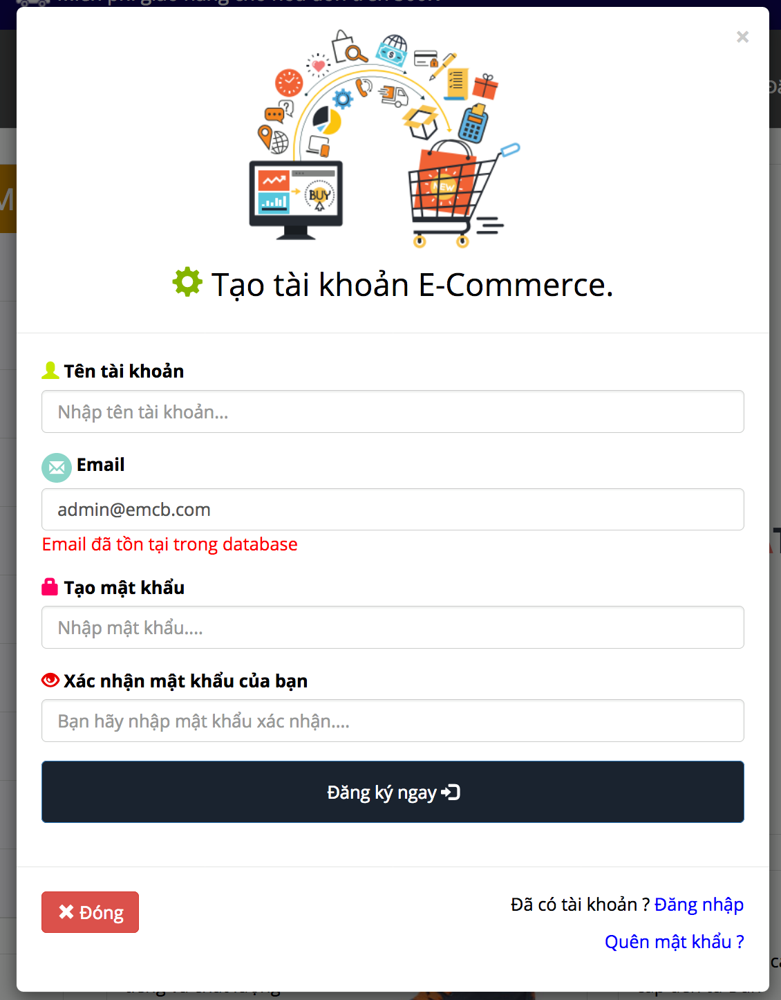 ×
BUY
NEW
Tạo tài khoản E-Commerce.
Tên tài khoản
Nhập tên tài khoản...
Email
admin@emcb.com
Email đã tồn tại trong database
Tạo mật khẩu
Nhập mật khẩu....
Xác nhận mật khẩu của bạn
Bạn hãy nhập mật khẩu xác nhận....
Đăng ký ngay
Đóng
Đã có tài khoản ? Đăng nhập
Quên mật khẩu ?